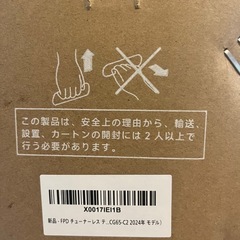 この製品は、安全上の理由から、輸送、
設置、カートンの開封には2人以上で
行う必要があります。
X0017IEI1B
新品 - FPD チューナーレス テ...CG65-C2 2024年 モデル)